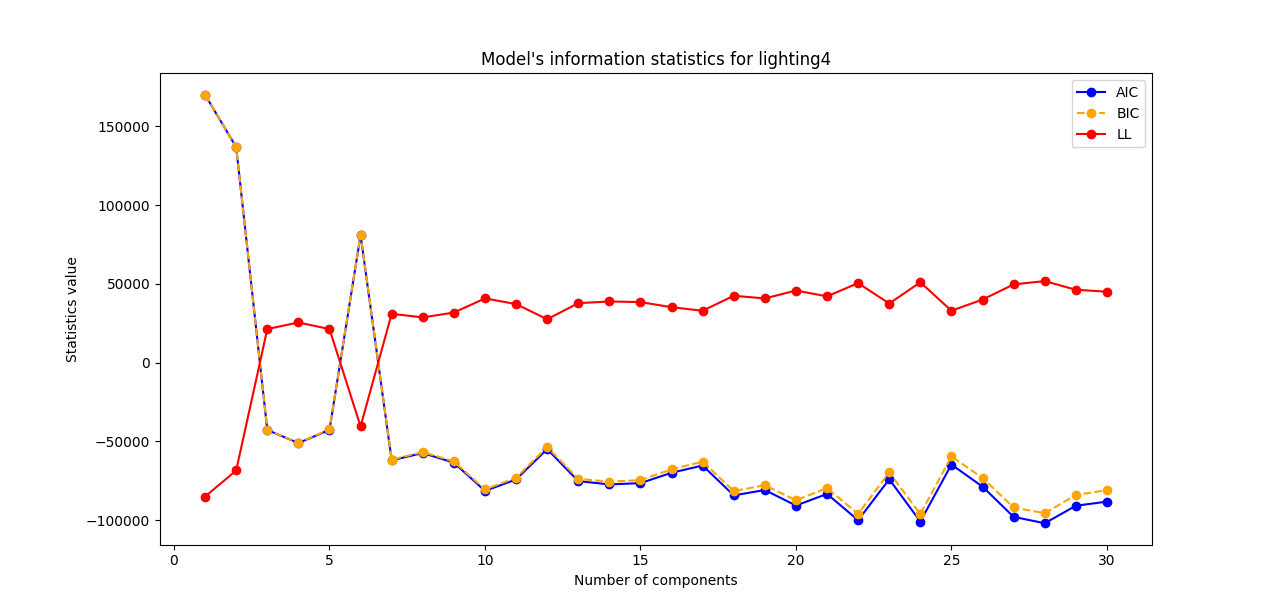 Model's information statistics for lighting4
AIC
BIC
LL
150000
100000
50000
0
−50000
−100000
Statistics value
0
5
10
15
20
25
30
Number of components